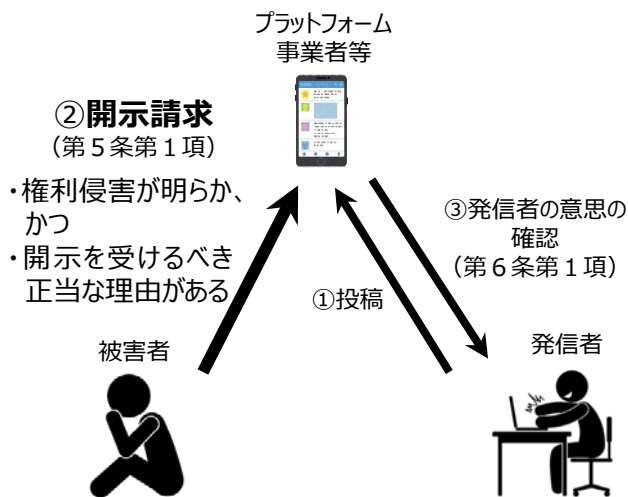 プラットフォーム
事業者等
②開示請求
（第５条第１項）
・権利侵害が明らか、
かつ
・開示を受けるべき
正当な理由がある
③発信者の意思の
確認
（第６条第１項）
①投稿
被害者
発信者